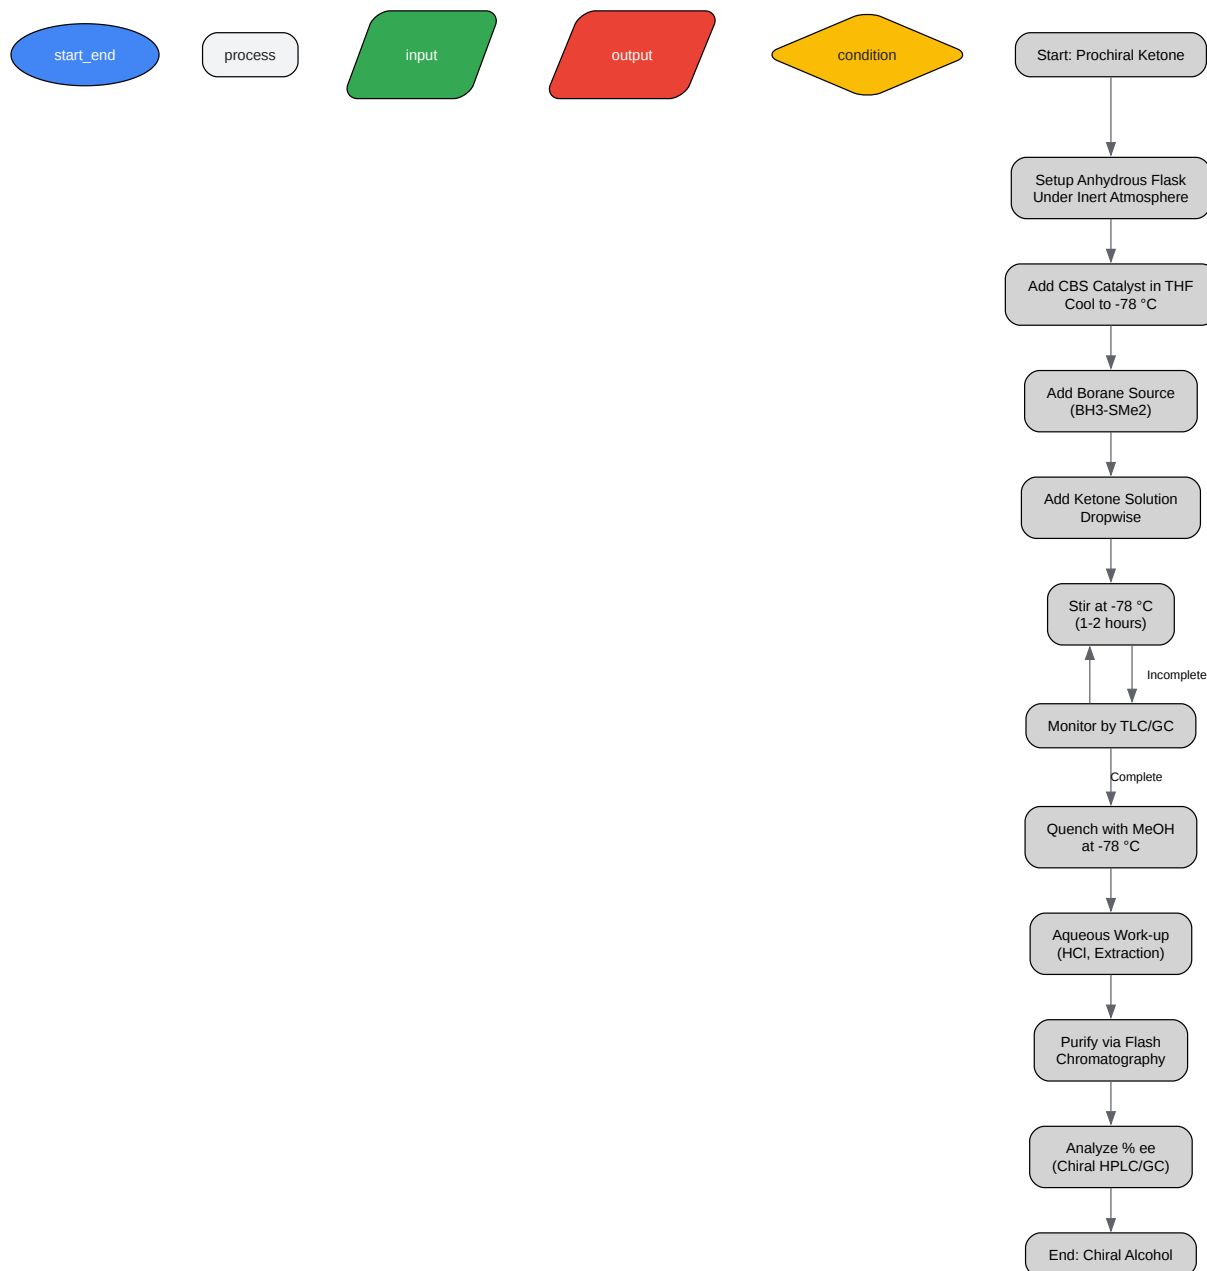 start_end
process
input
output
condition
Start: Prochiral Ketone
Setup Anhydrous Flask
Under Inert Atmosphere
Add CBS Catalyst in THF
Cool to -78 °C
Add Borane Source
(BH3-SMe2)
Add Ketone Solution
Dropwise
Stir at -78 °C
(1-2 hours)
Incomplete
Monitor by TLC/GC
Complete
Quench with MeOH
at -78 °C
Aqueous Work-up
(HCl, Extraction)
Purify via Flash
Chromatography
Analyze % ee
(Chiral HPLC/GC)
End: Chiral Alcohol